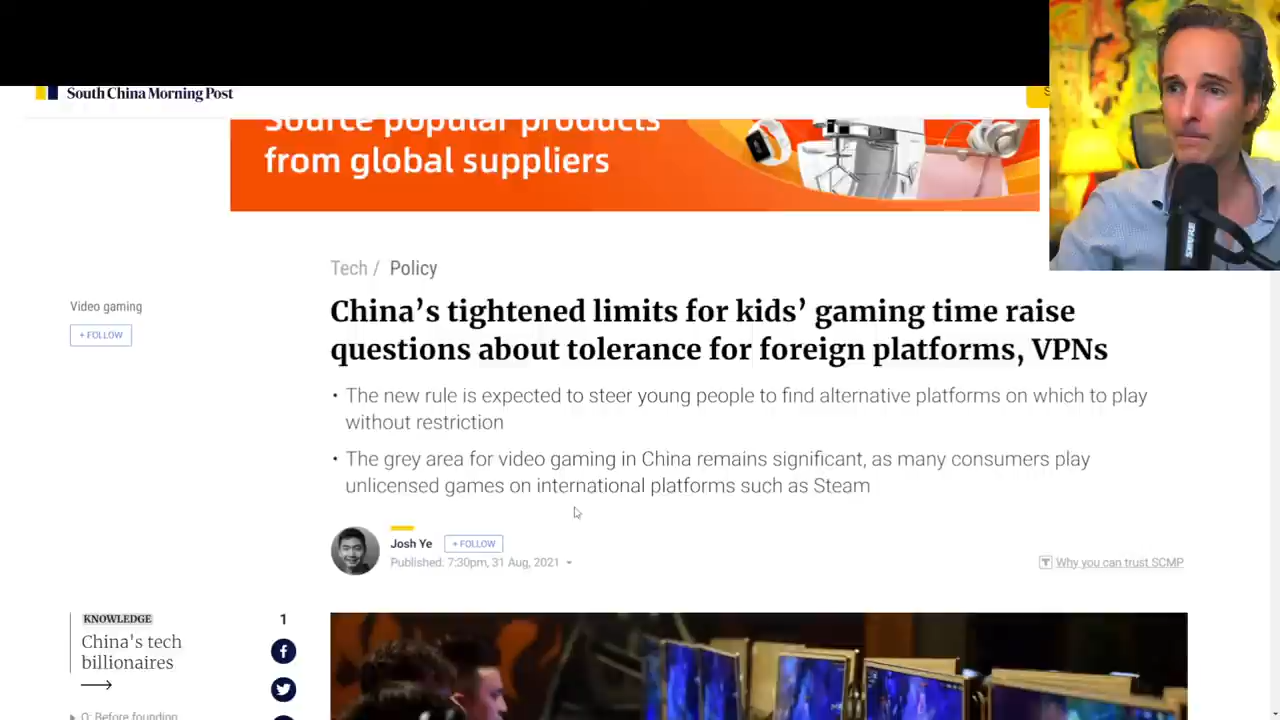 South China Morning Post
Source popular products
from global suppliers
Tech / Policy
Video gaming
+ FOLLOW
China's tightened limits for kids' gaming time raise
questions about tolerance for foreign platforms, VPNs
• The new rule is expected to steer young people to find alternative platforms on which to play
without restriction
• The grey area for video gaming in China remains significant, as many consumers play
unlicensed games on international platforms such as Steam
Josh Ye
+ FOLLOW
Published: 7:30pm, 31 Aug, 2021
Why you can trust SCMP
KNOWLEDGE
China's tech
billionaires
1
Q: Before founding
SHURE